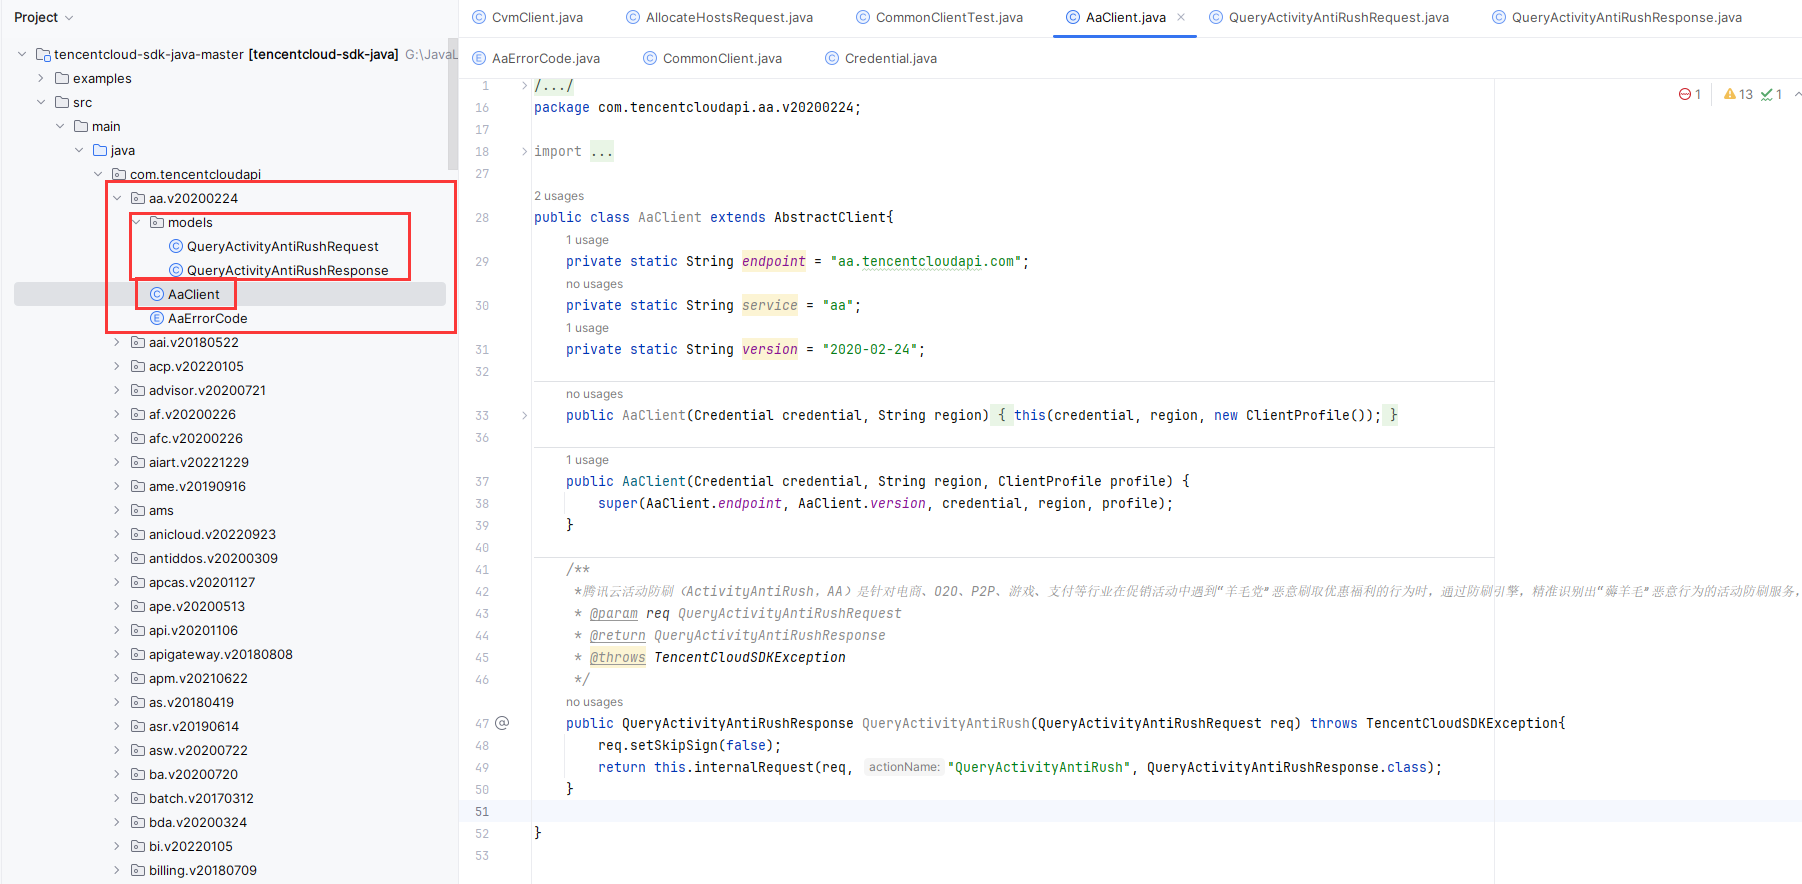 Project
tencentcloud-sdk-java-master [tencentcloud-sdk-java] G:\JavaL
examples
src
main
java
com.tencentcloudapi
aa.v20200224
models
QueryActivityAntiRushRequest
QueryActivityAntiRushResponse
AaClient
AaErrorCode
aai.v20180522
acp.v20220105
advisor.v20200721
af.v20200226
afc.v20200226
aiart.v20221229
ame.v20190916
ams
anicloud.v20220923
antiddos.v20200309
apcas.v20201127
ape.v20200513
api.v20201106
apigateway.v20180808
apm.v20210622
as.v20180419
asr.v20190614
asw.v20200722
ba.v20200720
batch.v20170312
bda.v20200324
bi.v20220105
billing.v20180709
CvmClient.java AllocateHostsRequest.java CommonClientTest.java AaClient.java QueryActivityAntiRushRequest.java QueryActivityAntiRushResponse.java
AaErrorCode.java CommonClient.java Credential.java
1 /.../
1 13 1
16 package com.tencentcloudapi.aa.v20200224;
17
18 import ...
27
2 usages
28 public class AaClient extends AbstractClient{
1 usage
29 private static String endpoint = "aa.tencentcloudapi.com";
no usages
30 private static String service = "aa";
1 usage
31 private static String version = "2020-02-24";
32
no usages
33 public AaClient(Credential credential, String region) { this(credential, region, new ClientProfile()); }
36
1 usage
37 public AaClient(Credential credential, String region, ClientProfile profile) {
38 super(AaClient.endpoint, AaClient.version, credential, region, profile);
39 }
40
41 /**
42 *腾讯云活动防刷（ActivityAntiRush，AA）是针对电商、O2O、P2P、游戏、支付等行业在促销活动中遇到“羊毛党”恶意刷取优惠福利的行为时，通过防刷引擎，精准识别出“薅羊毛”恶意行为的活动防刷服务，
43 * @param req QueryActivityAntiRushRequest
44 * @return QueryActivityAntiRushResponse
45 * @throws TencentCloudSDKException
46 */
no usages
47 @ public QueryActivityAntiRushResponse QueryActivityAntiRush(QueryActivityAntiRushRequest req) throws TencentCloudSDKException{
48 req.setSkipSign(false);
49 return this.internalRequest(req, actionName: "QueryActivityAntiRush", QueryActivityAntiRushResponse.class);
50 }
51
52 }
53